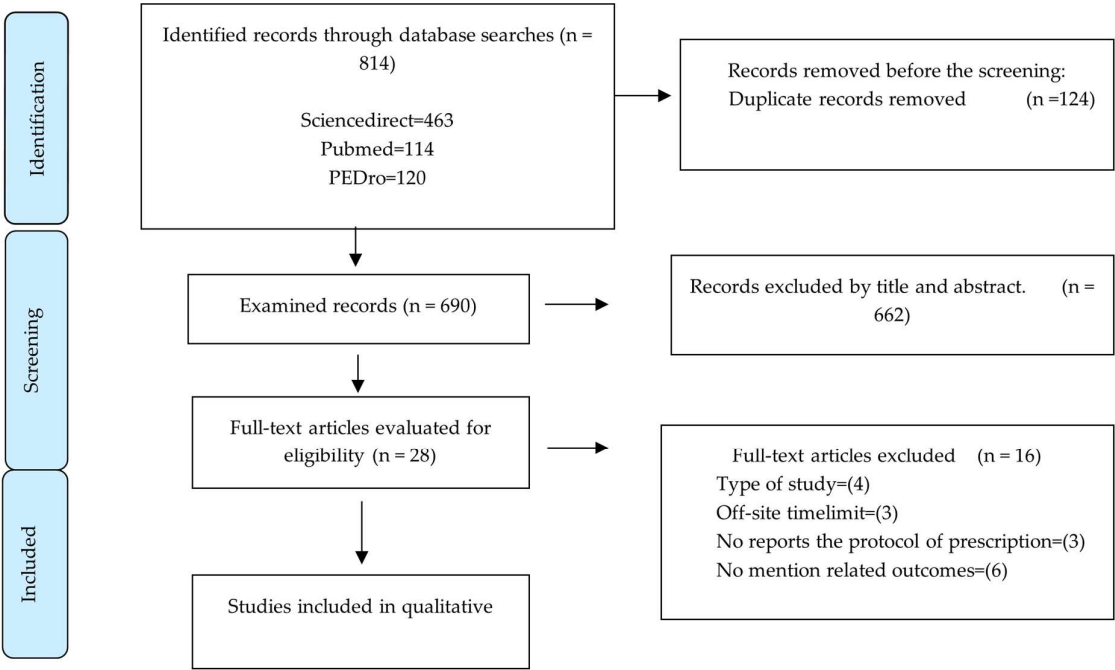 Identification
Identified records through database searches (n =
814)
Sciencedirect=463
Pubmed=114
PEDro=120
Records removed before the screening:
Duplicate records removed (n =124)
Screening
Examined records (n = 690)
Records excluded by title and abstract. (n =
662)
Full-text articles evaluated for
eligibility (n = 28)
Full-text articles excluded (n = 16)
Type of study=(4)
Off-site timelimit=(3)
No reports the protocol of prescription=(3)
No mention related outcomes=(6)
Included
Studies included in qualitative